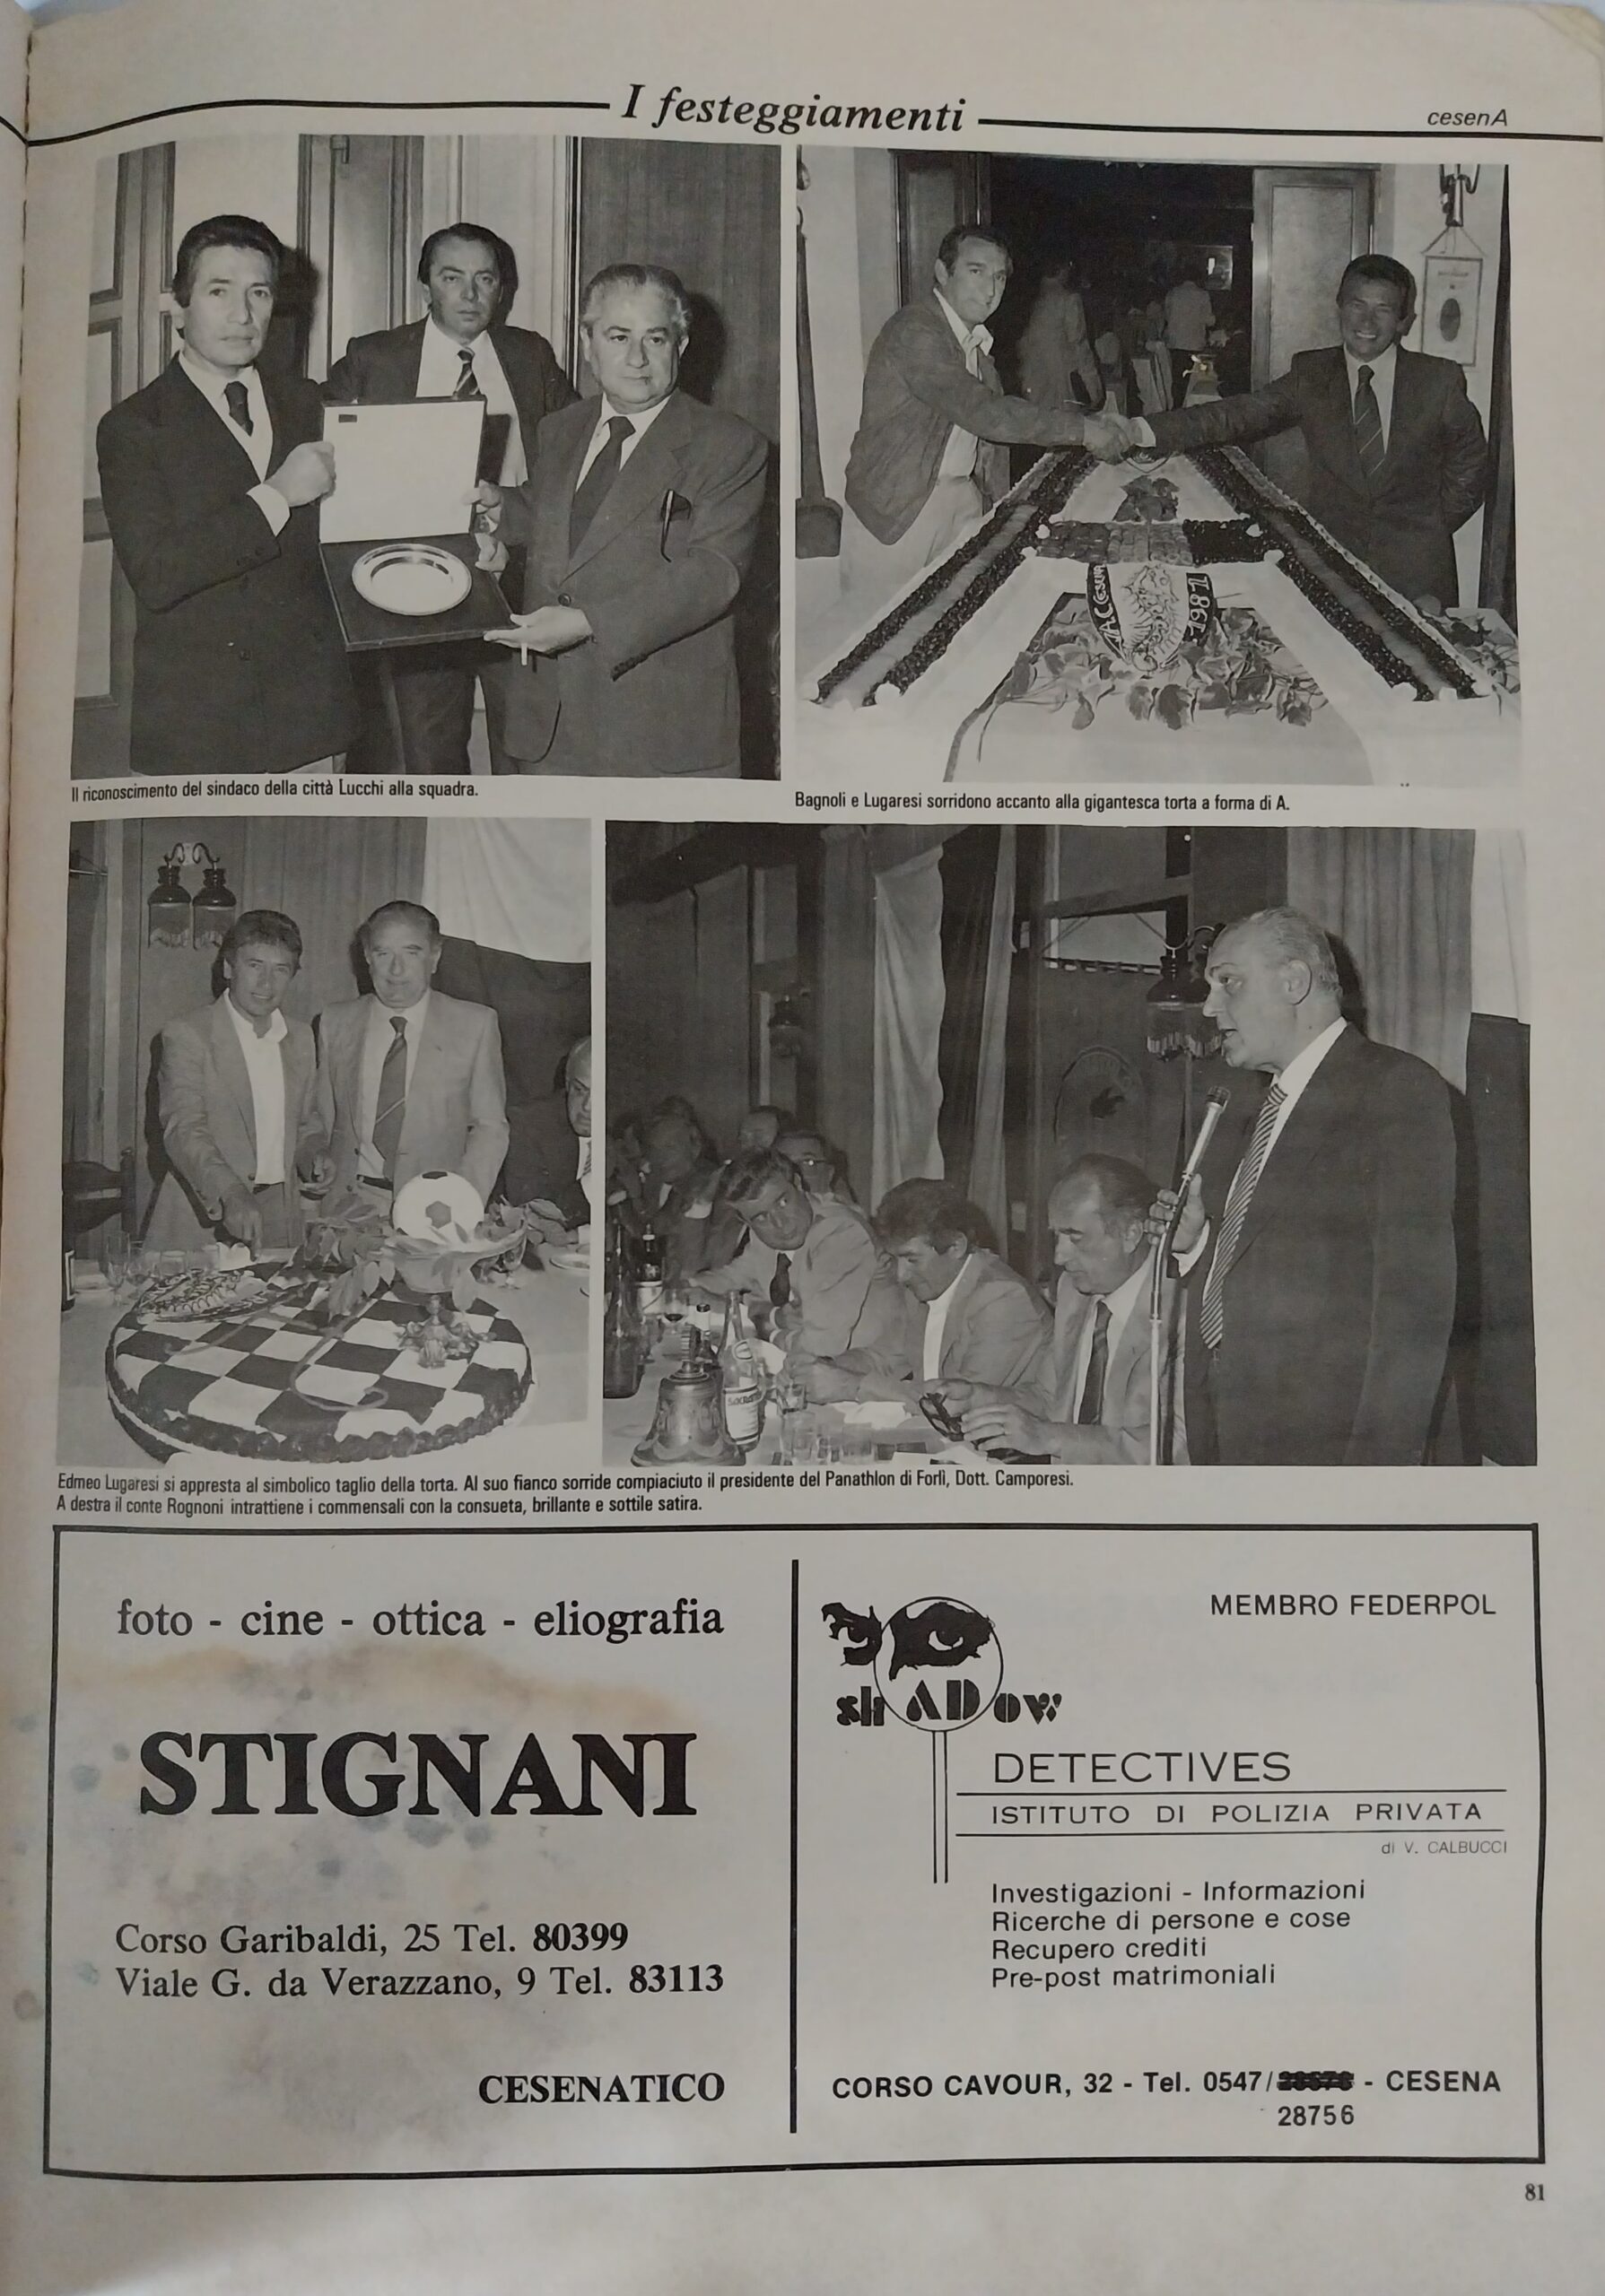 I festeggiamenti
cesenA
A.C. Cesena
1981
Il riconoscimento del sindaco della città Lucchi alla squadra.
Bagnoli e Lugaresi sorridono accanto alla gigantesca torta a forma di A.
Edmeo Lugaresi si appresta al simbolico taglio della torta. Al suo fianco sorride compiaciuto il presidente del Panathlon di Forlì, Dott. Camporesi.
A destra il conte Rognoni intrattiene i commensali con la consueta, brillante e sottile satira.
foto - cine - ottica - eliografia
STIGNANI
Corso Garibaldi, 25 Tel. 80399
Viale G. da Verazzano, 9 Tel. 83113
CESENATICO
MEMBRO FEDERPOL
shADow
DETECTIVES
ISTITUTO DI POLIZIA PRIVATA
di V. CALBUCCI
Investigazioni - Informazioni
Ricerche di persone e cose
Recupero crediti
Pre-post matrimoniali
CORSO CAVOUR, 32 - Tel. 0547/ - CESENA
28756
81